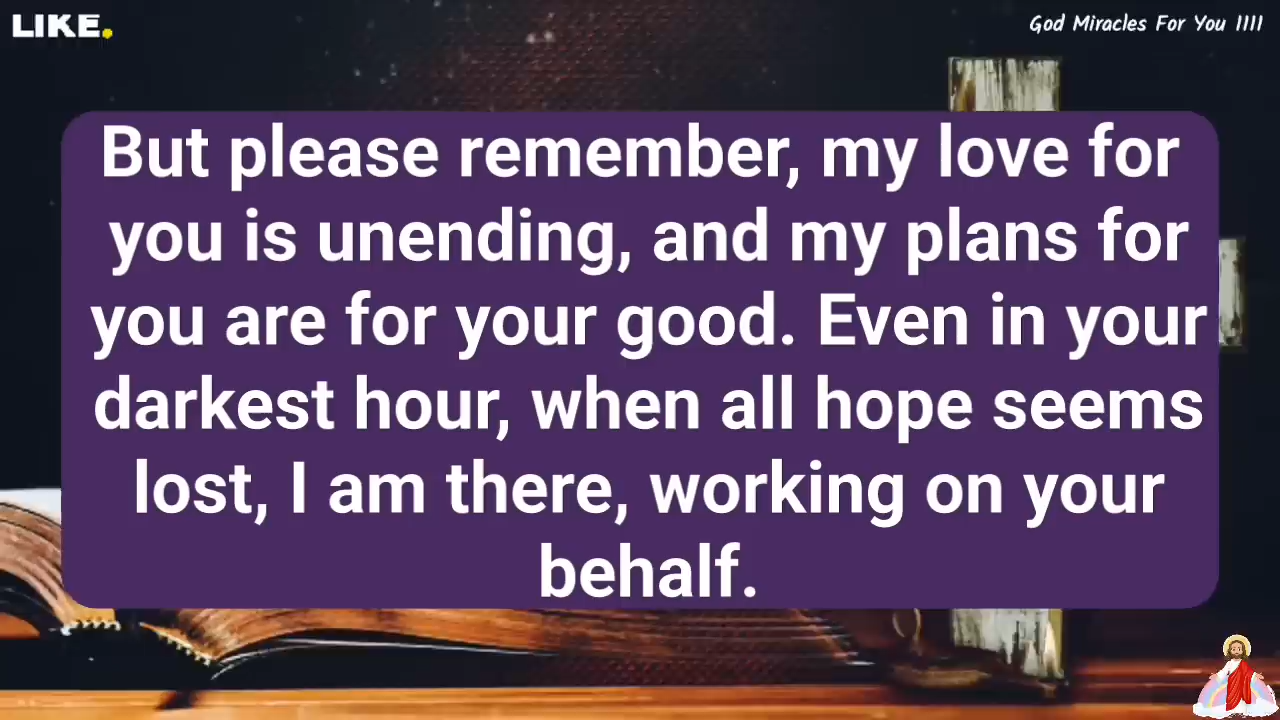 LIKE.
God Miracles For You 1111
But please remember, my love for
you is unending, and my plans for
you are for your good. Even in your
darkest hour, when all hope seems
lost, I am there, working on your
behalf.